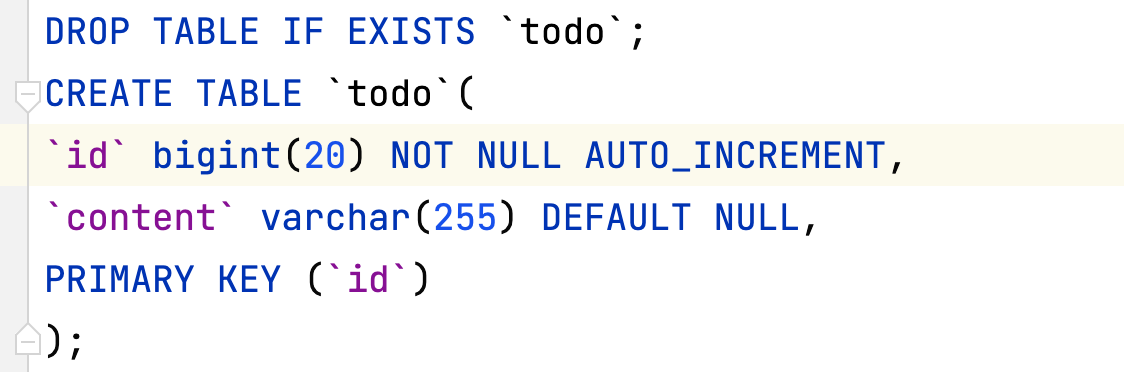 DROP TABLE IF EXISTS `todo`;
CREATE TABLE `todo`(
`id` bigint(20) NOT NULL AUTO_INCREMENT,
`content` varchar(255) DEFAULT NULL,
PRIMARY KEY (`id`)
);